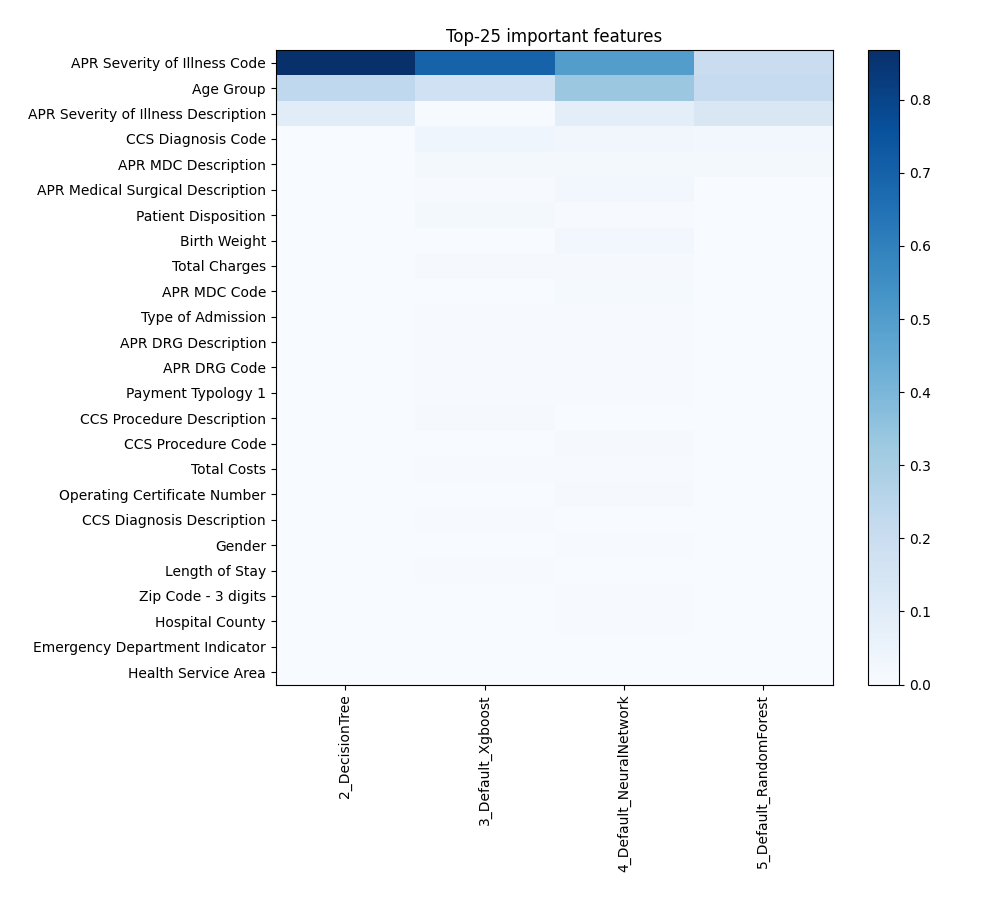 Top-25 important features
APR Severity of Illness Code
Age Group
APR Severity of Illness Description
CCS Diagnosis Code
APR MDC Description
APR Medical Surgical Description
Patient Disposition
Birth Weight
Total Charges
APR MDC Code
Type of Admission
APR DRG Description
APR DRG Code
Payment Typology 1
CCS Procedure Description
CCS Procedure Code
Total Costs
Operating Certificate Number
CCS Diagnosis Description
Gender
Length of Stay
Zip Code - 3 digits
Hospital County
Emergency Department Indicator
Health Service Area
2_DecisionTree
3_Default_Xgboost
4_Default_NeuralNetwork
5_Default_RandomForest
0.8
0.7
0.6
0.5
0.4
0.3
0.2
0.1
0.0